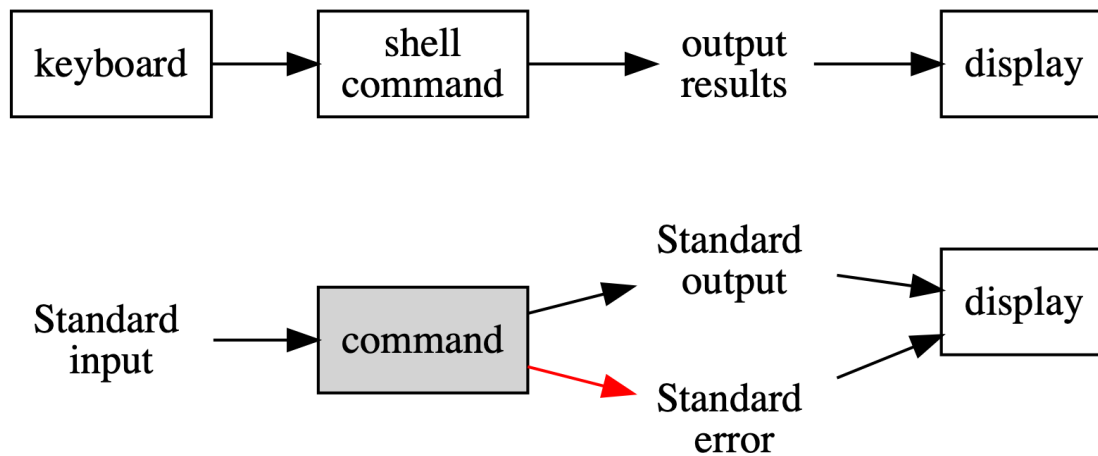 keyboard
shell
command
output
results
display
Standard
input
command
Standard
output
Standard
error
display